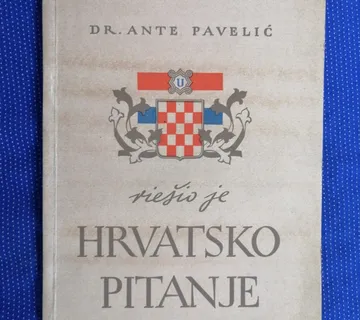 DR. ANTE PAVELIĆ
U
riešio je
HRVATSKO
PITANJE